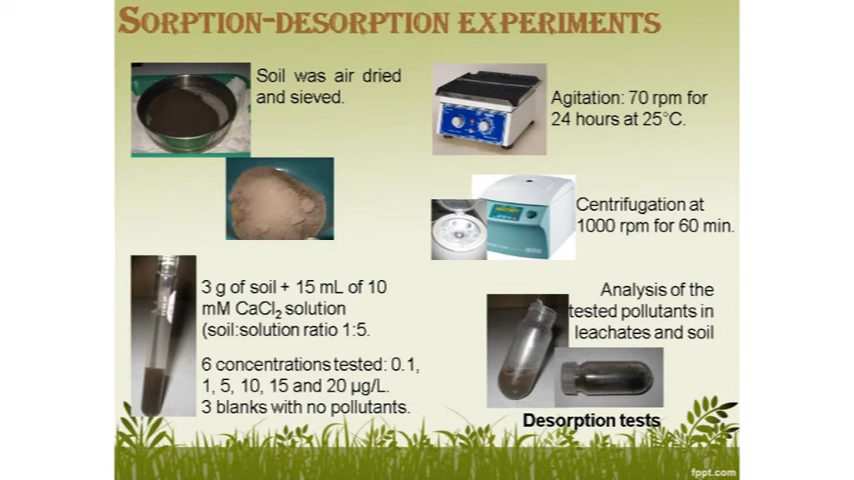 SORPTION-DESORPTION EXPERIMENTS
Soil was air dried
and sieved.
3 g of soil + 15 mL of 10
mM CaCl₂ solution
(soil:solution ratio 1:5.
6 concentrations tested: 0.1,
1, 5, 10, 15 and 20 µg/L.
3 blanks with no pollutants.
Agitation: 70 rpm for
24 hours at 25°C.
Centrifugation at
1000 rpm for 60 min.
Analysis of the
tested pollutants in
leachates and soil
Desorption tests
fppt.com